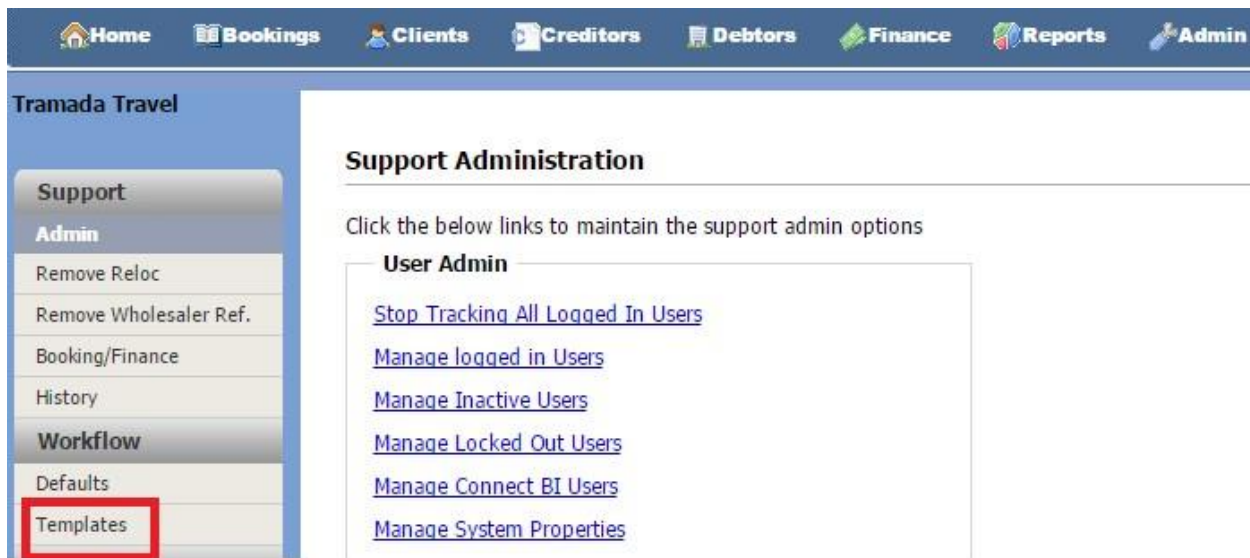 Home Bookings Clients Creditors Debtors Finance Reports Admin
Tramada Travel
Support
Admin
Remove Reloc
Remove Wholesaler Ref.
Booking/Finance
History
Workflow
Defaults
Templates
Support Administration
Click the below links to maintain the support admin options
User Admin
Stop Tracking All Logged In Users
Manage logged in Users
Manage Inactive Users
Manage Locked Out Users
Manage Connect BI Users
Manage System Properties